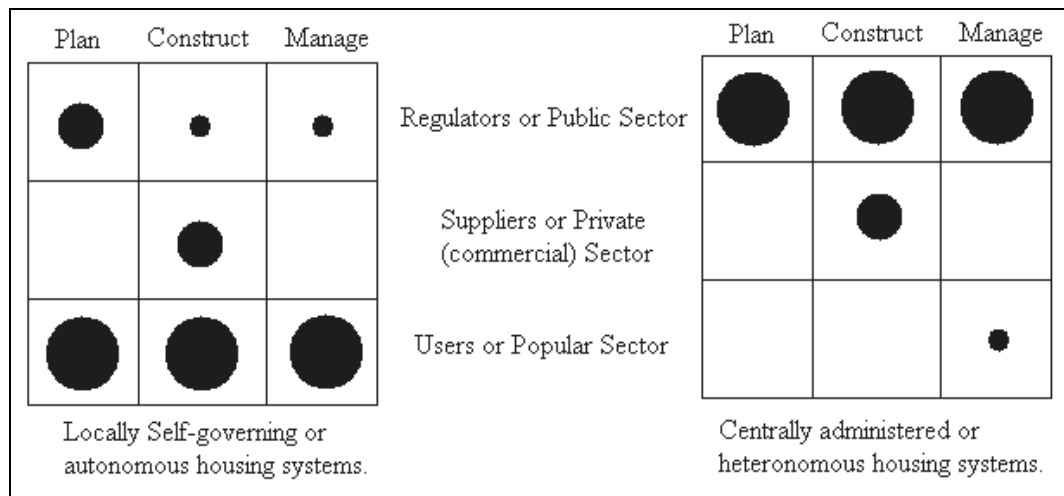 Plan Construct Manage
Plan Construct Manage
Regulators or Public Sector
Suppliers or Private
(commercial) Sector
Users or Popular Sector
Locally Self-governing or
autonomous housing systems.
Centrally administered or
heteronomous housing systems.